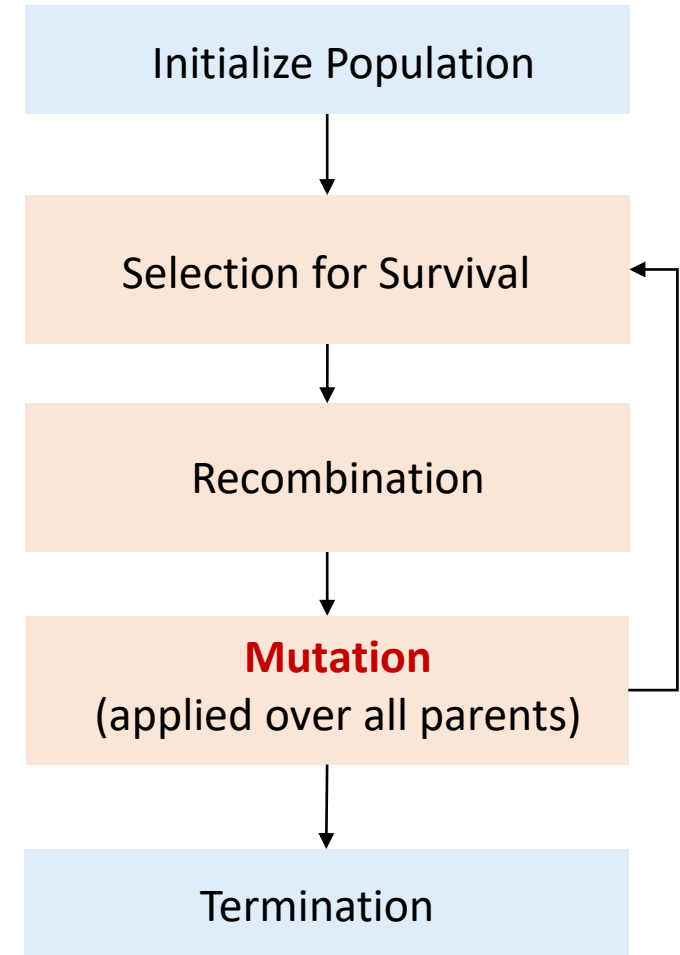 Initialize Population
Selection for Survival
Recombination
Mutation
(applied over all parents)
Termination